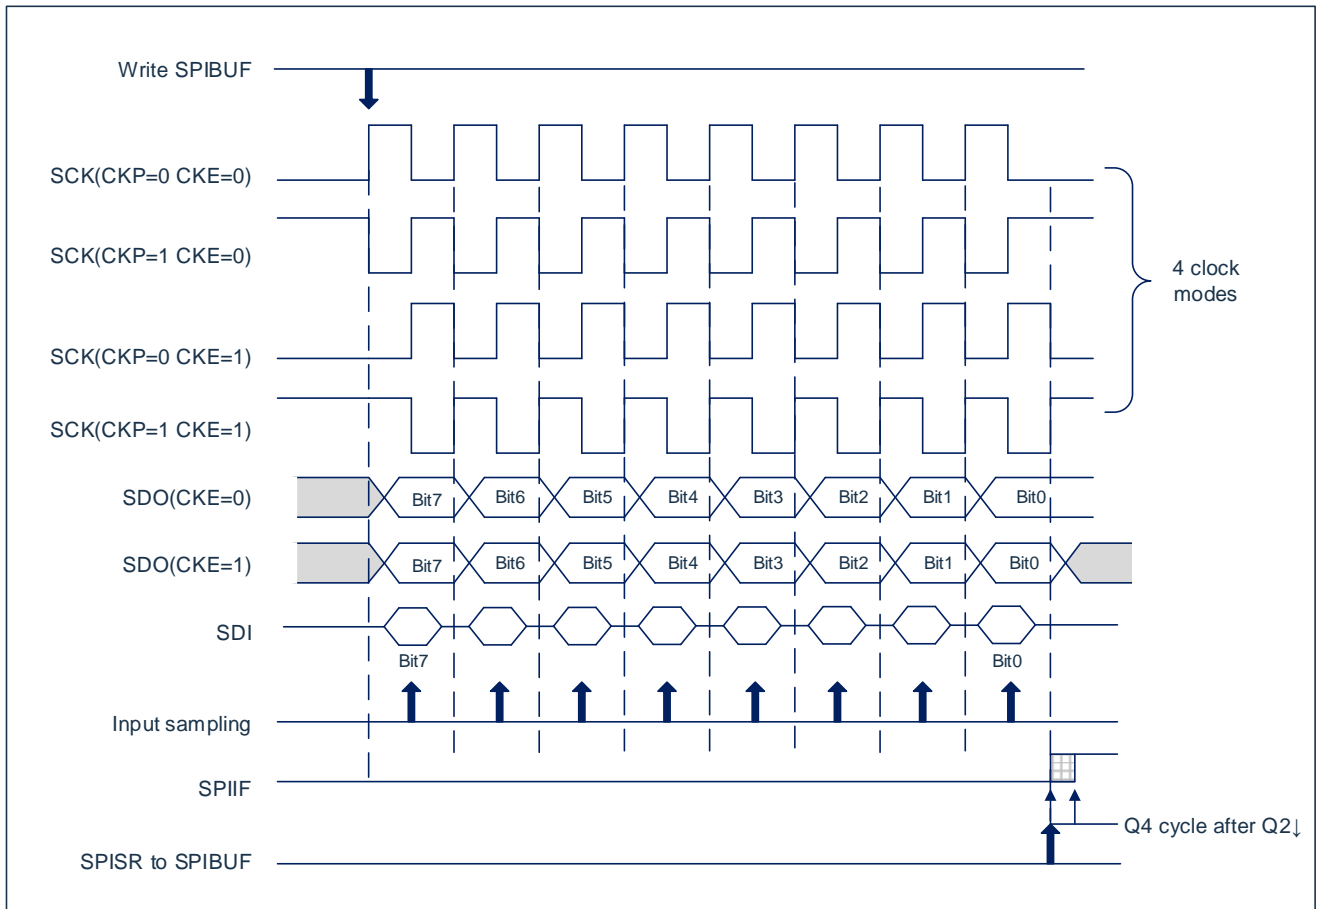 Write SPIBUF
SCK(CKP=0 CKE=0)
SCK(CKP=1 CKE=0)
4 clock
modes
SCK(CKP=0 CKE=1)
SCK(CKP=1 CKE=1)
SDO(CKE=0) Bit7 Bit6 Bit5 Bit4 Bit3 Bit2 Bit1 Bit0
SDO(CKE=1) Bit7 Bit6 Bit5 Bit4 Bit3 Bit2 Bit1 Bit0
SDI
Bit7 Bit0
Input sampling
SPIIF
Q4 cycle after Q2↓
SPISR to SPIBUF